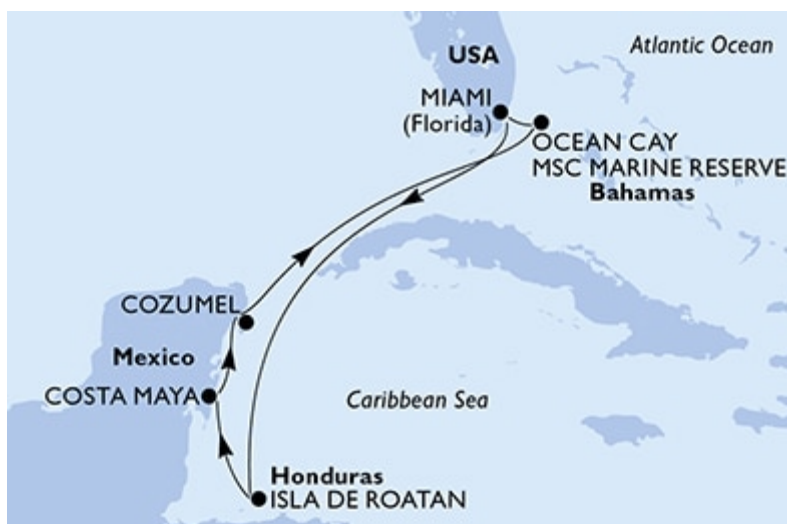 Atlantic Ocean
USA
MIAMI
(Florida)
OCEAN CAY
MSC MARINE RESERVE
Bahamas
COZUMEL
Mexico
COSTA MAYA
Caribbean Sea
Honduras
ISLA DE ROATAN